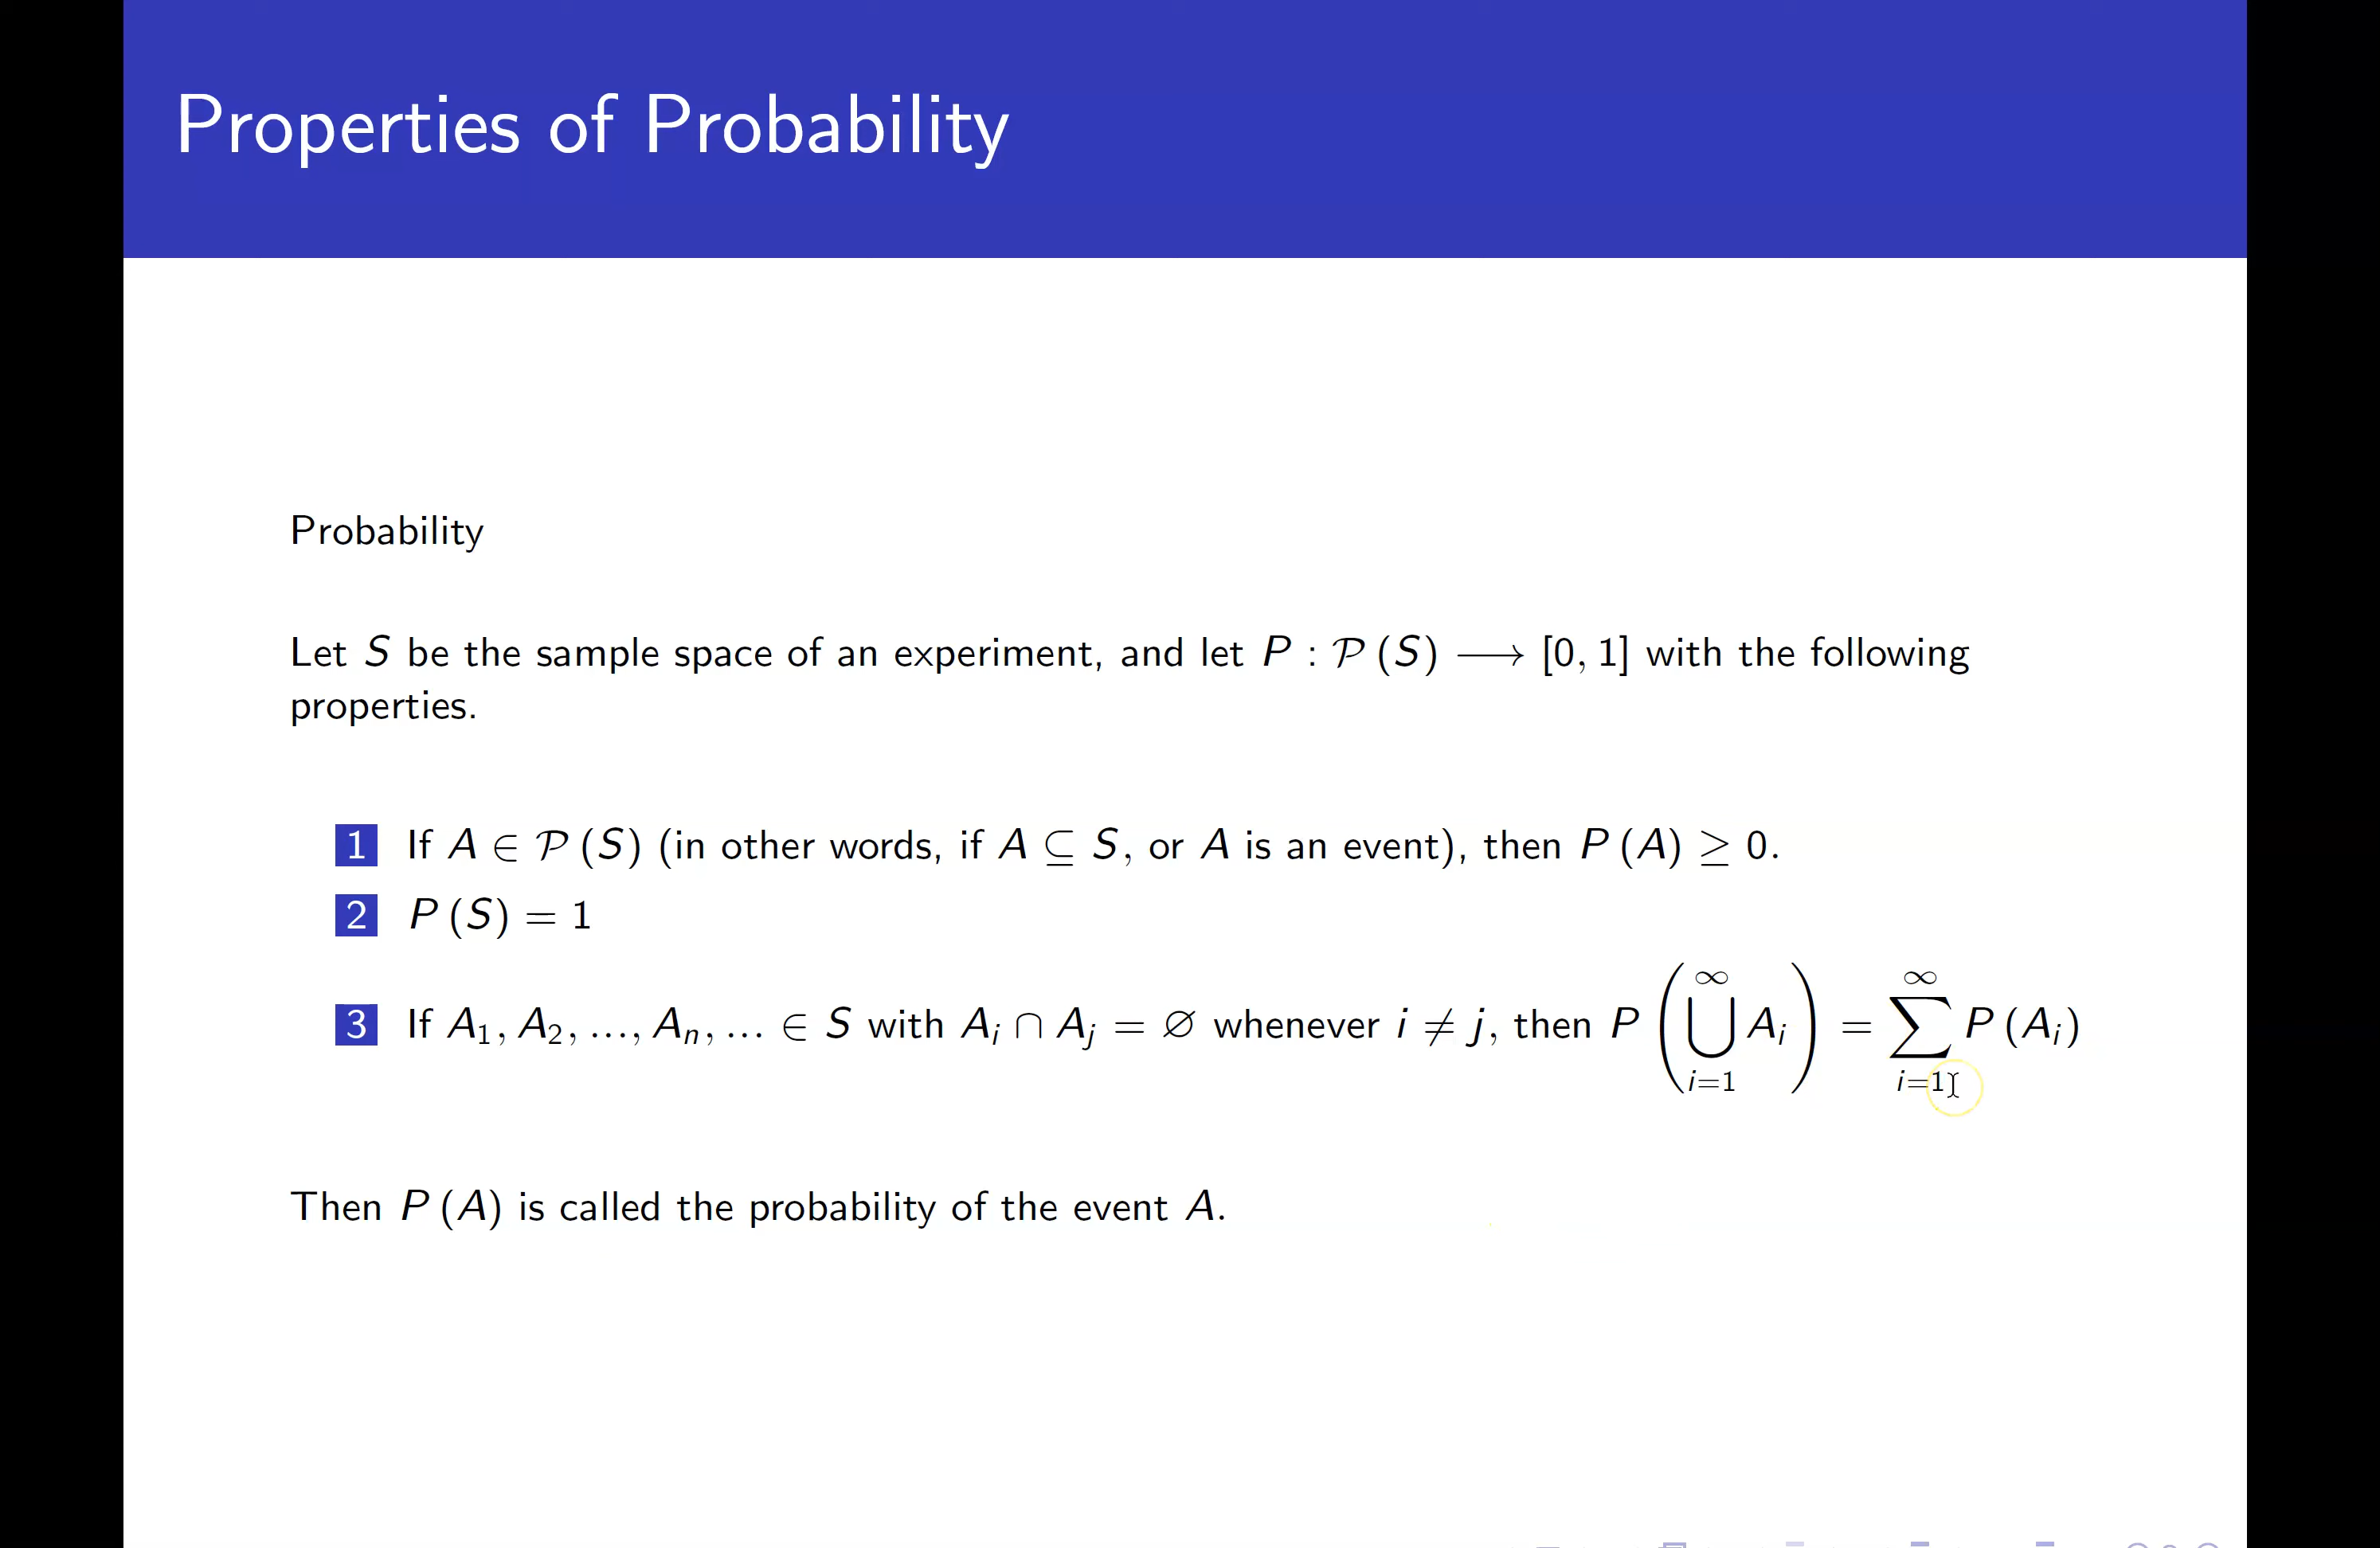 Properties of Probability
Probability
Let S be the sample space of an experiment, and let P : 𝒫 (S) ⟶ [0, 1] with the following
properties.
1 If A ∈ 𝒫 (S) (in other words, if A ⊆ S, or A is an event), then P (A) ≥ 0.
2 P (S) = 1
3 If A₁, A₂, ..., Aₙ, ... ∈ S with Aᵢ ∩ Aⱼ = ∅ whenever i ≠ j, then P (⋃_{i=1}^{∞} Aᵢ) = ∑_{i=1}^{∞} P (Aᵢ)
Then P (A) is called the probability of the event A.